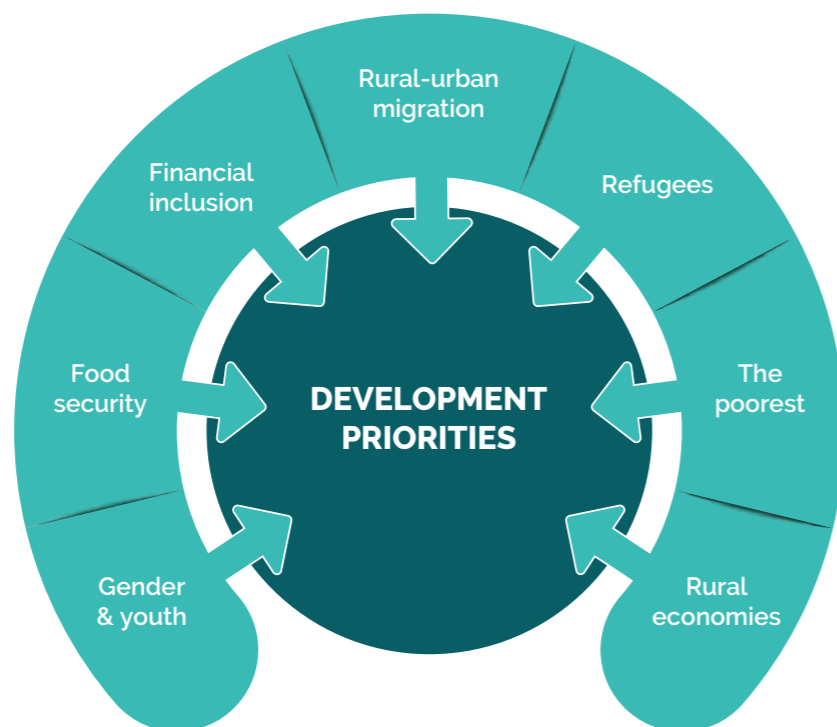 Rural-urban
migration
Financial
inclusion
Refugees
Food
security
DEVELOPMENT
PRIORITIES
The
poorest
Gender
& youth
Rural
economies